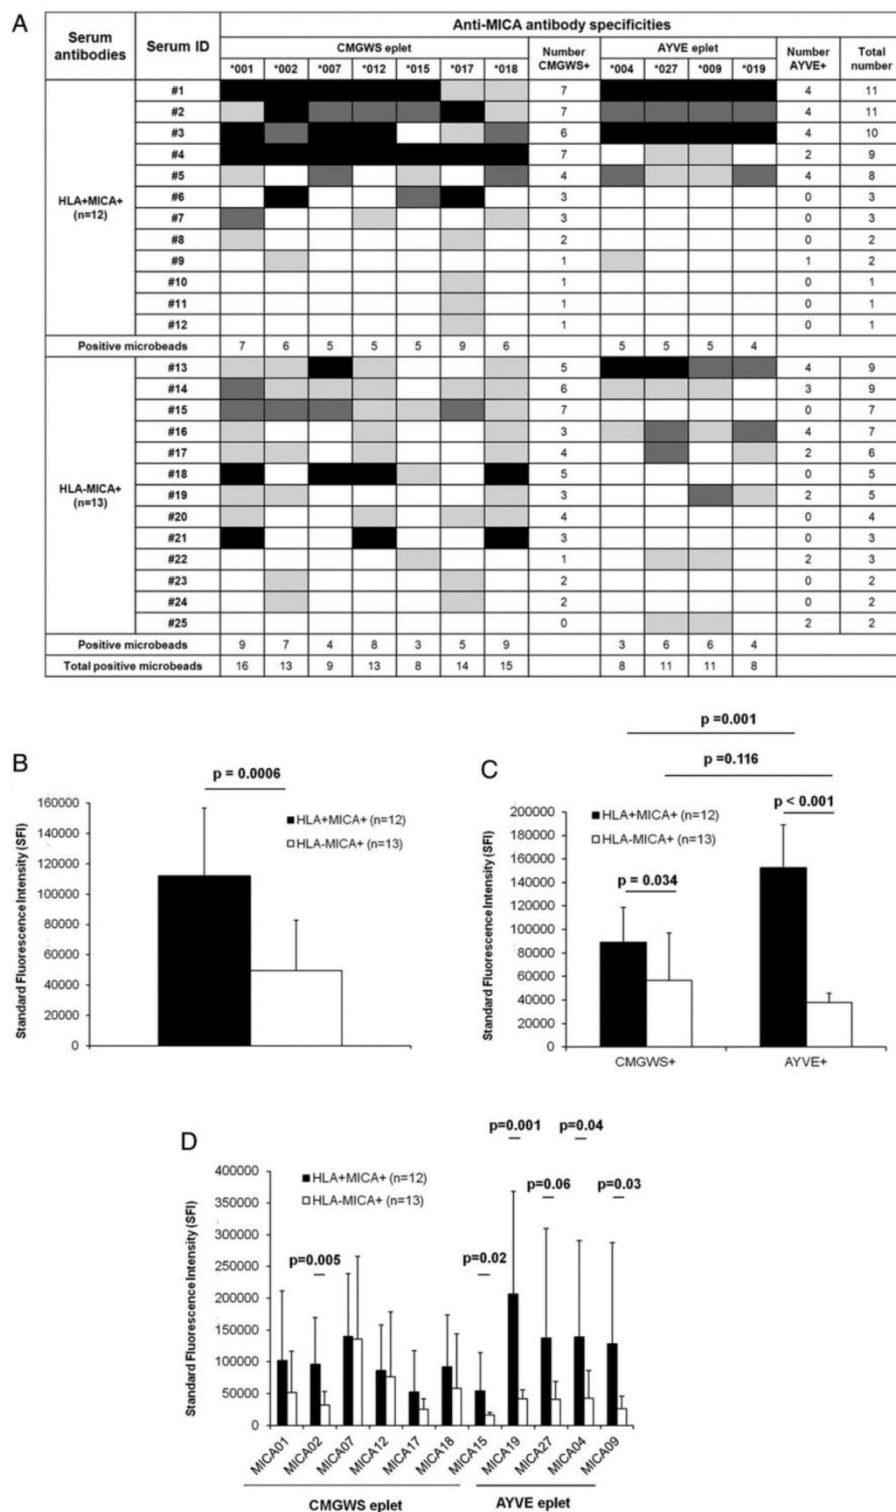 A
Serum antibodies Serum ID Anti-MICA antibody specificities
CMGWS eplet Number CMGWS+ AYVE eplet Number AYVE+ Total number
*001 *002 *007 *012 *015 *017 *018 *004 *027 *009 *019
HLA+MICA+ (n=12)
#1 7 4 11
#2 7 4 11
#3 6 4 10
#4 7 2 9
#5 4 4 8
#6 3 0 3
#7 3 0 3
#8 2 0 2
#9 1 1 2
#10 1 0 1
#11 1 0 1
#12 1 0 1
Positive microbeads 7 6 5 5 5 9 6 5 5 5 4
HLA-MICA+ (n=13)
#13 5 4 9
#14 6 3 9
#15 7 0 7
#16 3 4 7
#17 4 2 6
#18 5 0 5
#19 3 2 5
#20 4 0 4
#21 3 0 3
#22 1 2 3
#23 2 0 2
#24 2 0 2
#25 0 2 2
Positive microbeads 9 7 4 8 3 5 9 3 6 6 4
Total positive microbeads 16 13 9 13 8 14 15 8 11 11 8
B
p = 0.0006
HLA+MICA+ (n=12)
HLA-MICA+ (n=13)
Standard Fluorescence Intensity (SFI)
160000
140000
120000
100000
80000
60000
40000
20000
0
C
p =0.001
p =0.116
p < 0.001
p = 0.034
HLA+MICA+ (n=12)
HLA-MICA+ (n=13)
Standard Fluorescence Intensity (SFI)
200000
180000
160000
140000
120000
100000
80000
60000
40000
20000
0
CMGWS+ AYVE+
D
p=0.001 p=0.04
p=0.06 p=0.03
p=0.005 p=0.02
HLA+MICA+ (n=12)
HLA-MICA+ (n=13)
Standard Fluorescence Intensity (SFI)
400000
350000
300000
250000
200000
150000
100000
50000
0
MICA01 MICA02 MICA07 MICA12 MICA17 MICA18 MICA15 MICA19 MICA27 MICA04 MICA09
CMGWS eplet AYVE eplet